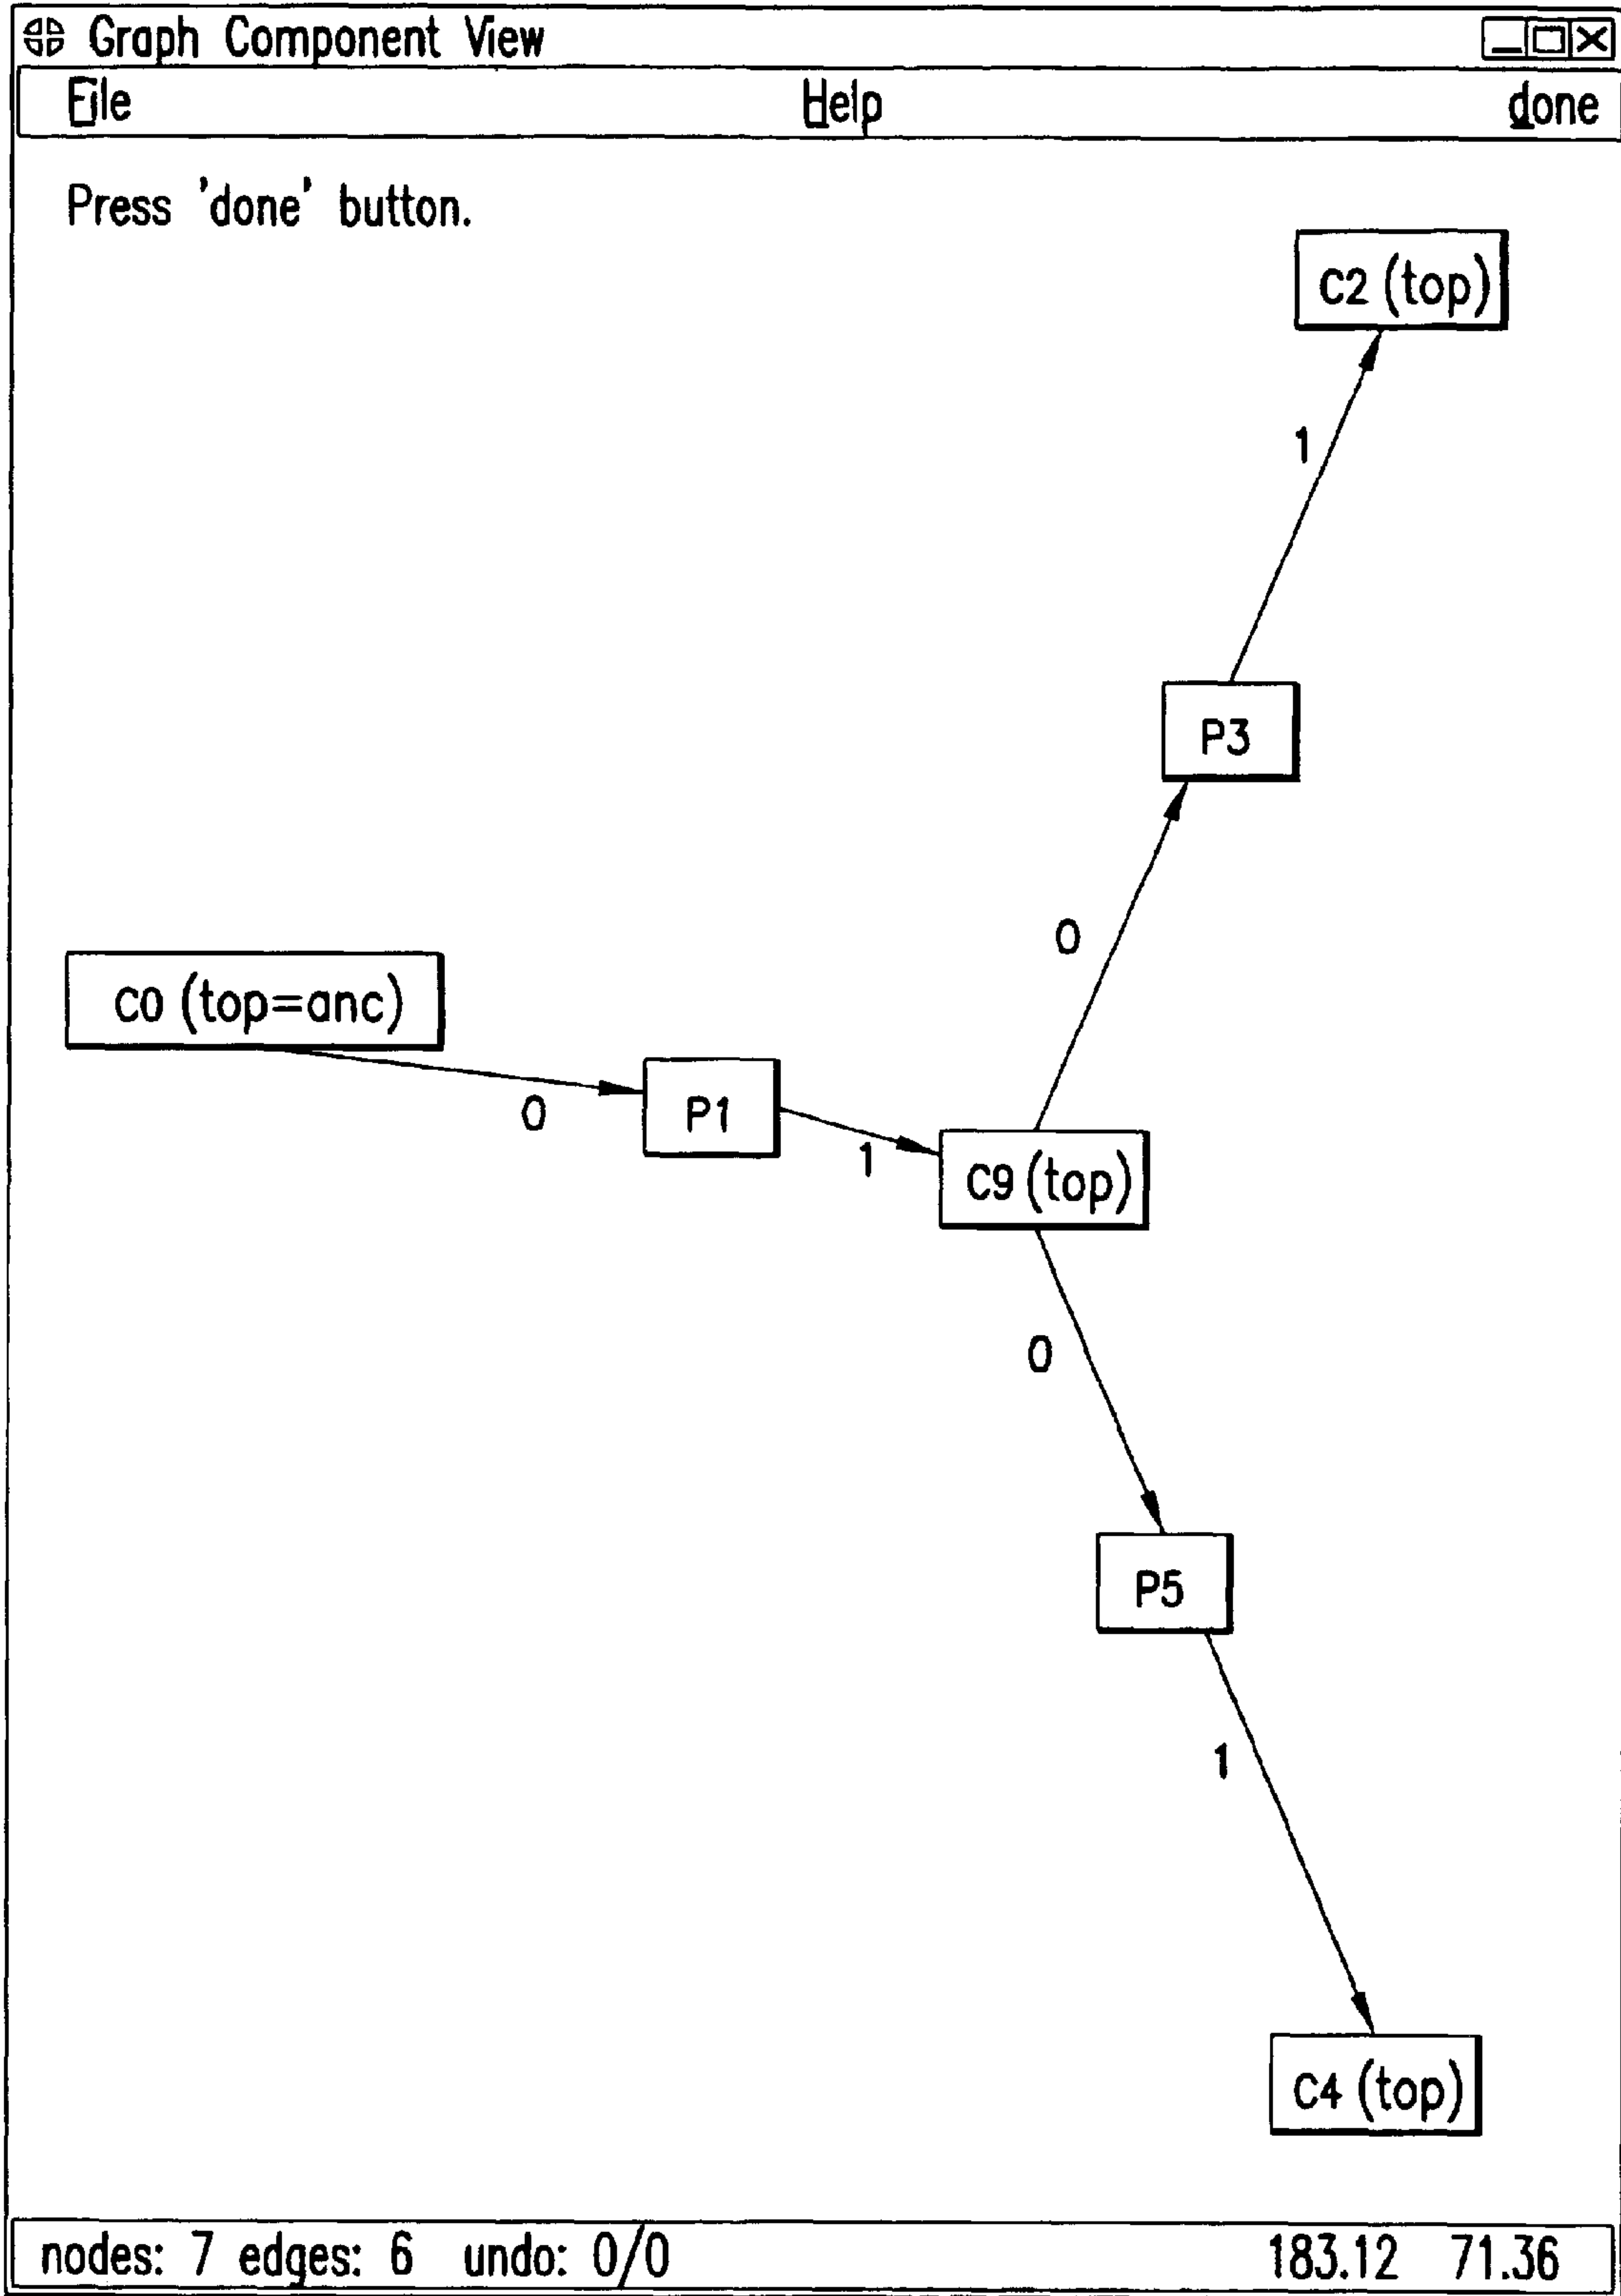 Graph Component View
File Help done
Press 'done' button.
C2 (top)
1
P3
0
C0 (top=anc)
P1
0
1
C9 (top)
0
P5
1
C4 (top)
nodes: 7 edges: 6 undo: 0/0 183.12 71.36